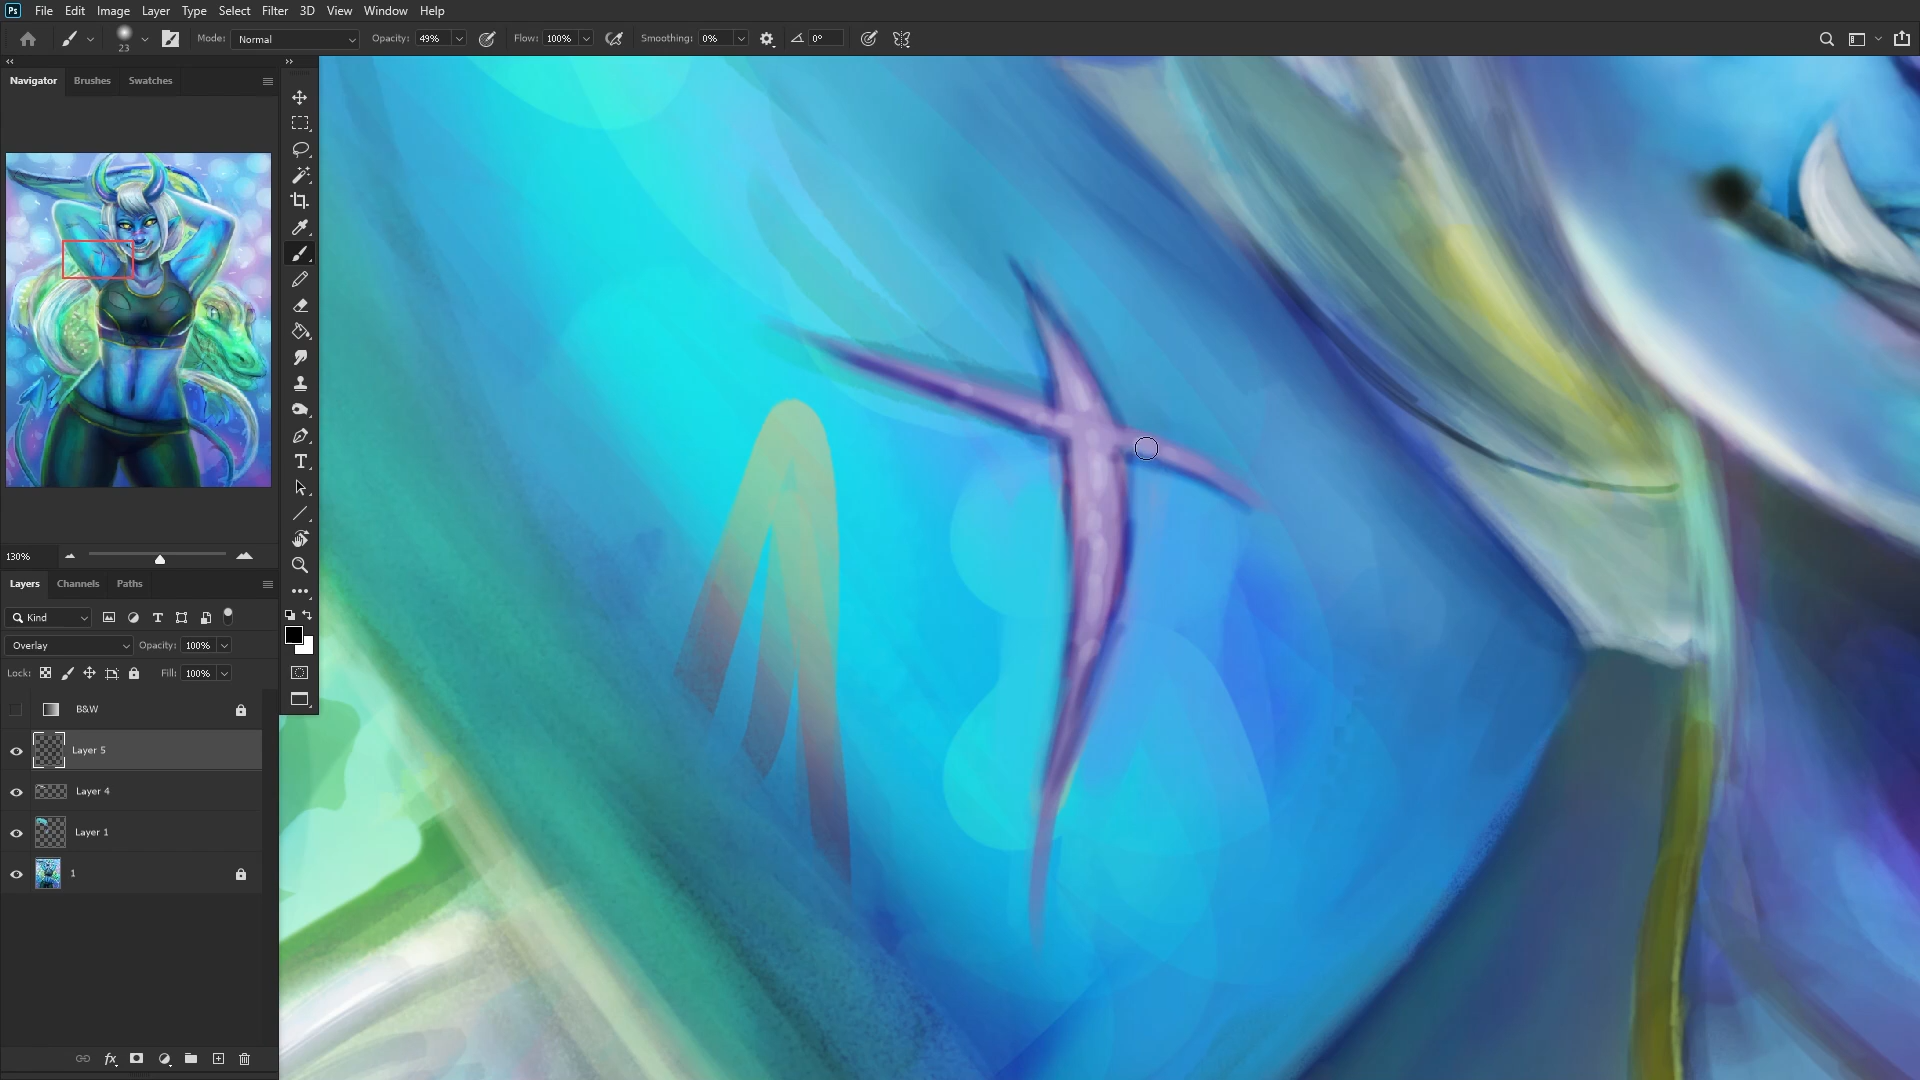 Ps File Edit Image Layer Type Select Filter 3D View Window Help
23 Mode: Normal Opacity: 49% Flow: 100% Smoothing: 0% 0°
Navigator Brushes Swatches
130%
Layers Channels Paths
Kind
Overlay Opacity: 100%
Lock: Fill: 100%
B&W
Layer 5
Layer 4
Layer 1
1